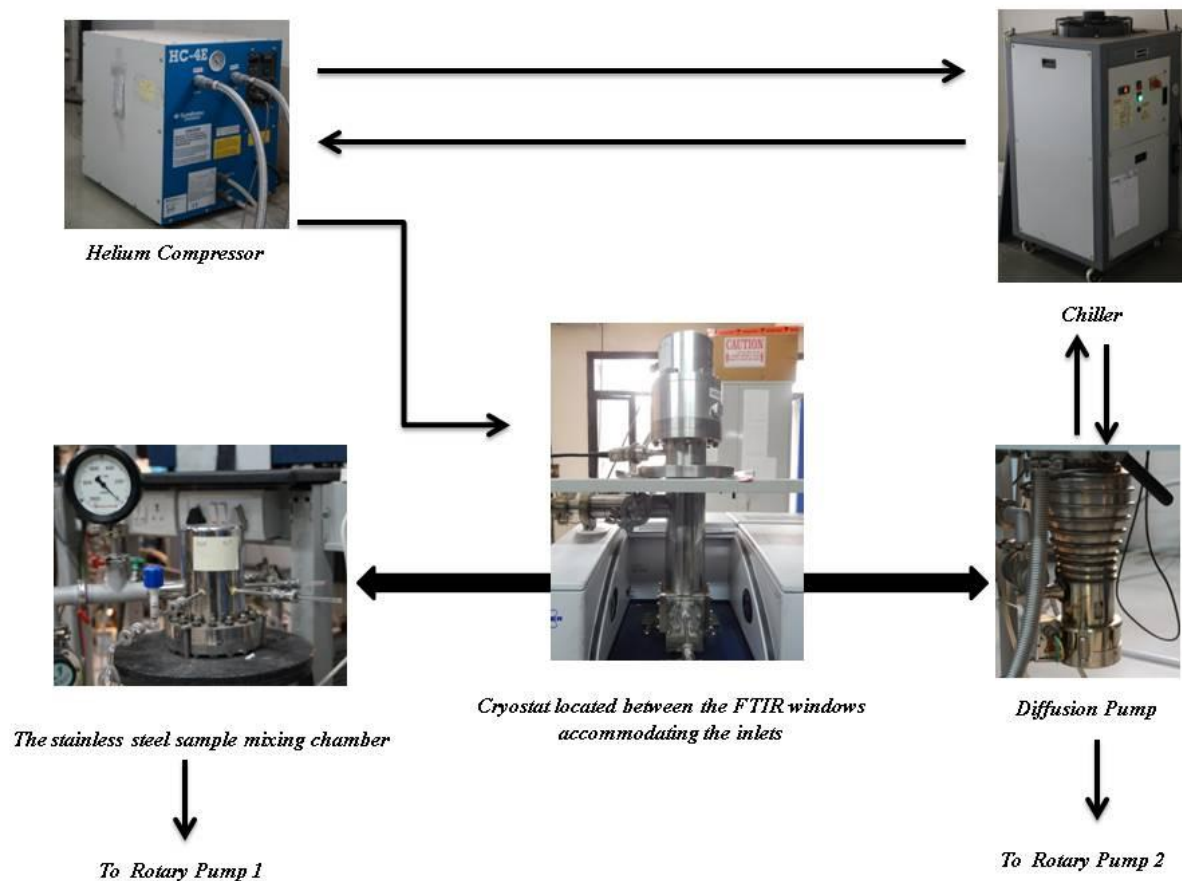 HC-4E
Helium Compressor
Chiller
CAUTION
Cryostat located between the FTIR windows
accommodating the inlets
The stainless steel sample mixing chamber
Diffusion Pump
To Rotary Pump 1
To Rotary Pump 2